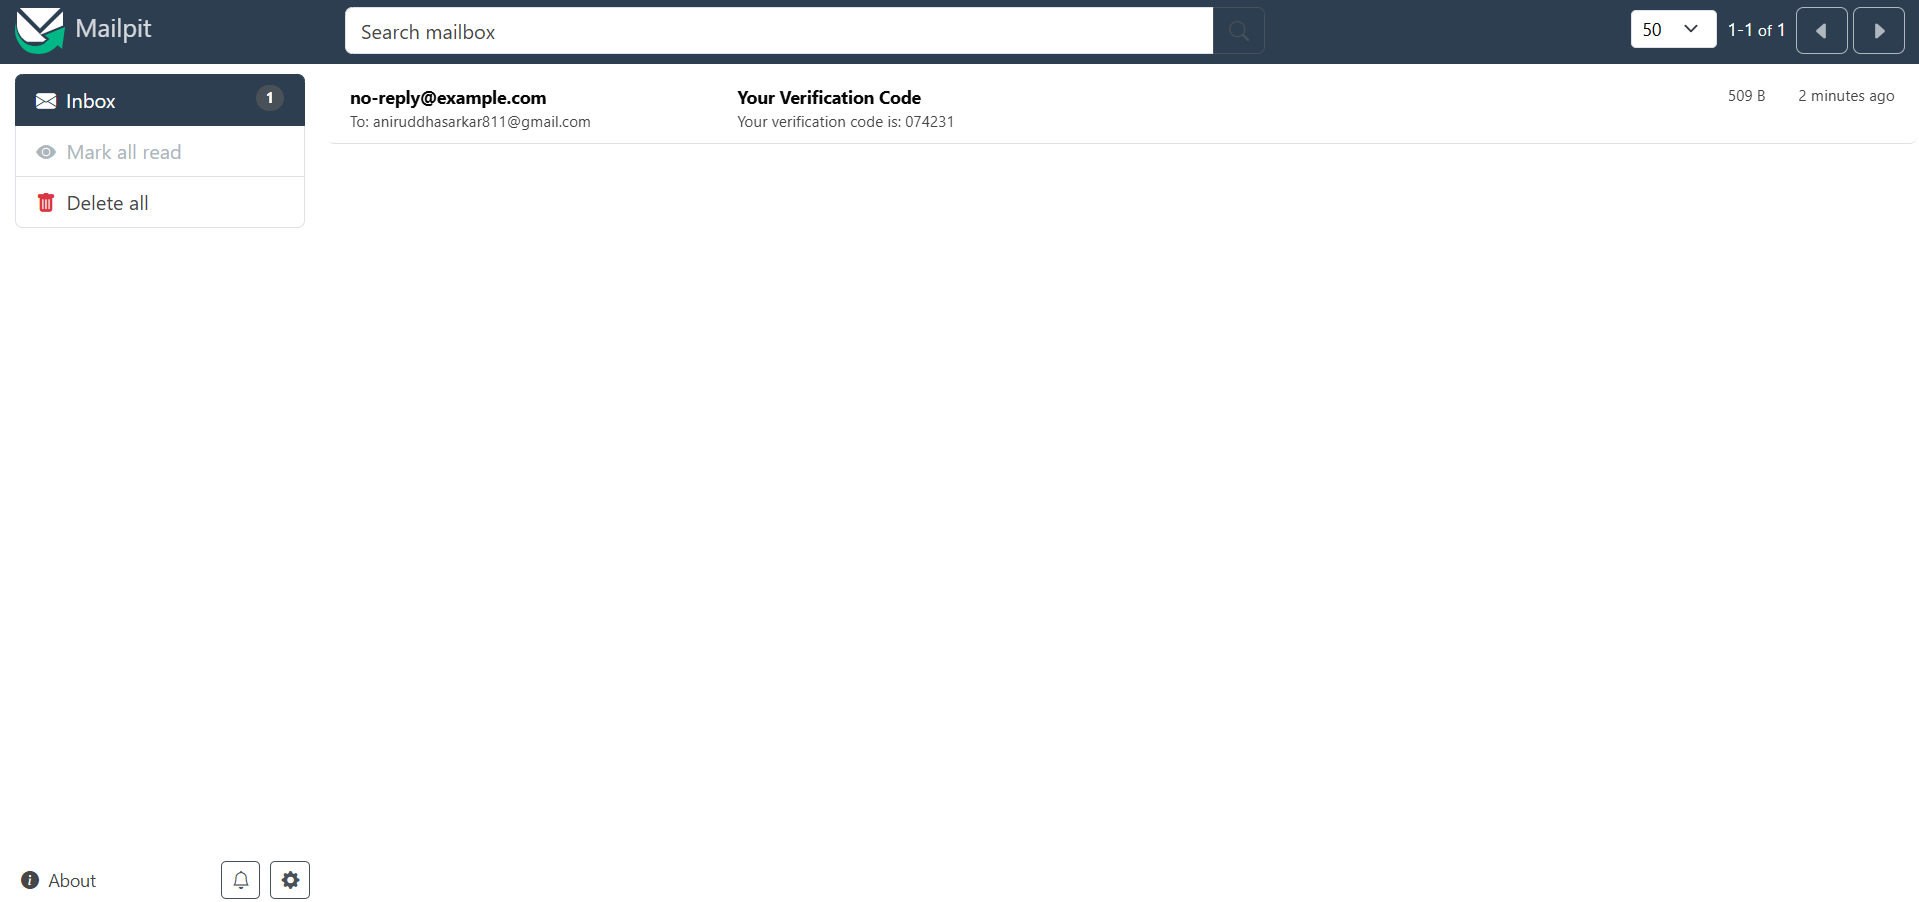 Mailpit
Search mailbox
50
1-1 of 1
Inbox
1
Mark all read
Delete all
no-reply@example.com
To: aniruddhasarkar811@gmail.com
Your Verification Code
Your verification code is: 074231
509 B
2 minutes ago
About